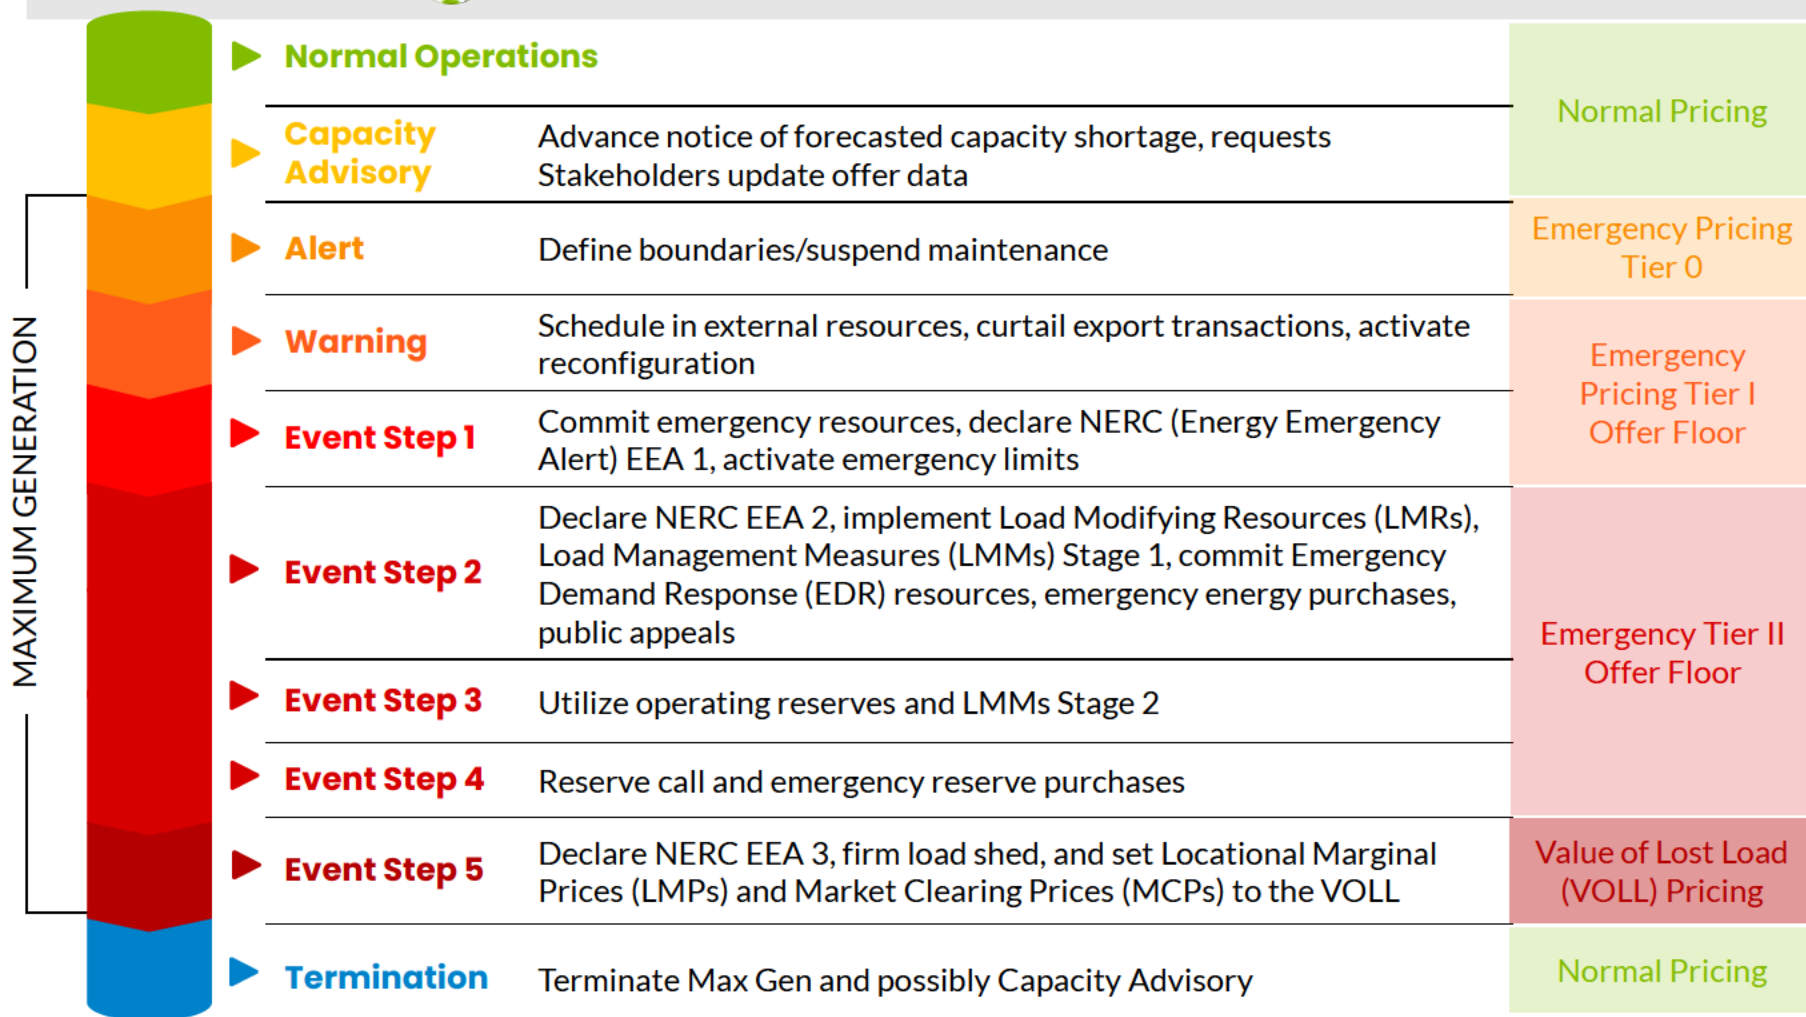 Normal Operations
Normal Pricing
Capacity
Advisory
Advance notice of forecasted capacity shortage, requests
Stakeholders update offer data
MAXIMUM GENERATION
Alert
Define boundaries/suspend maintenance
Emergency Pricing
Tier 0
Warning
Schedule in external resources, curtail export transactions, activate
reconfiguration
Emergency
Pricing Tier I
Offer Floor
Event Step 1
Commit emergency resources, declare NERC (Energy Emergency
Alert) EEA 1, activate emergency limits
Event Step 2
Declare NERC EEA 2, implement Load Modifying Resources (LMRs),
Load Management Measures (LMMs) Stage 1, commit Emergency
Demand Response (EDR) resources, emergency energy purchases,
public appeals
Emergency Tier II
Offer Floor
Event Step 3
Utilize operating reserves and LMMs Stage 2
Event Step 4
Reserve call and emergency reserve purchases
Event Step 5
Declare NERC EEA 3, firm load shed, and set Locational Marginal
Prices (LMPs) and Market Clearing Prices (MCPs) to the VOLL
Value of Lost Load
(VOLL) Pricing
Termination
Terminate Max Gen and possibly Capacity Advisory
Normal Pricing